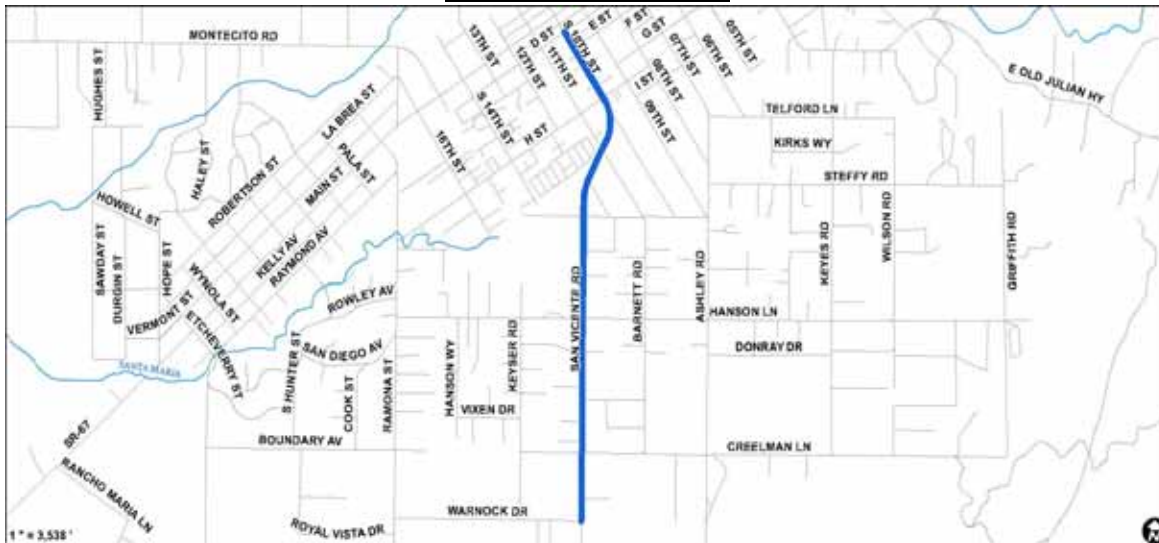 MONTECITO RD
HUGHES ST
13TH ST
D ST
12TH ST
11TH ST
S 10TH ST
E ST
F ST
G ST
07TH ST
06TH ST
05TH ST
08TH ST
I ST
09TH ST
E OLD JULIAN HY
LA BREA ST
S 14TH ST
H ST
16TH ST
TELFORD LN
KIRKS WY
STEFFY RD
HALEY ST
ROBERTSON ST
MAIN ST
PALA ST
HOWELL ST
SAWDAY ST
DURGIN ST
HOPE ST
KELLY AV
RAYMOND AV
WYNOLA ST
VERMONT ST
ETCHEVERRY ST
ROWLEY AV
SAN DIEGO AV
S HUNTER ST
COOK ST
RAMONA ST
HANSON WY
KEYSER RD
VIXEN DR
SAN VICENTE RD
BARNETT RD
ASHLEY RD
HANSON LN
DONRAY DR
KEYES RD
WILSON RD
GRIFFITH RD
SANTA MARIA
SR-67
BOUNDARY AV
CREELMAN LN
RANCHO MARIA LN
ROYAL VISTA DR
WARNOCK DR
1 " = 3,538 '
N